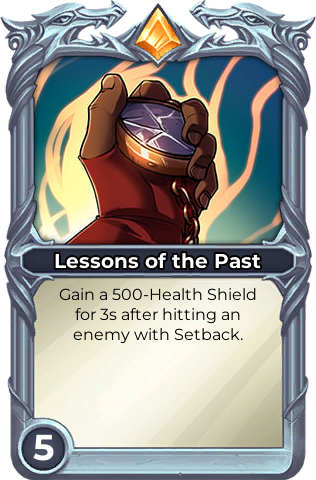 Lessons of the Past
Gain a 500-Health Shield
for 3s after hitting an
enemy with Setback.
5